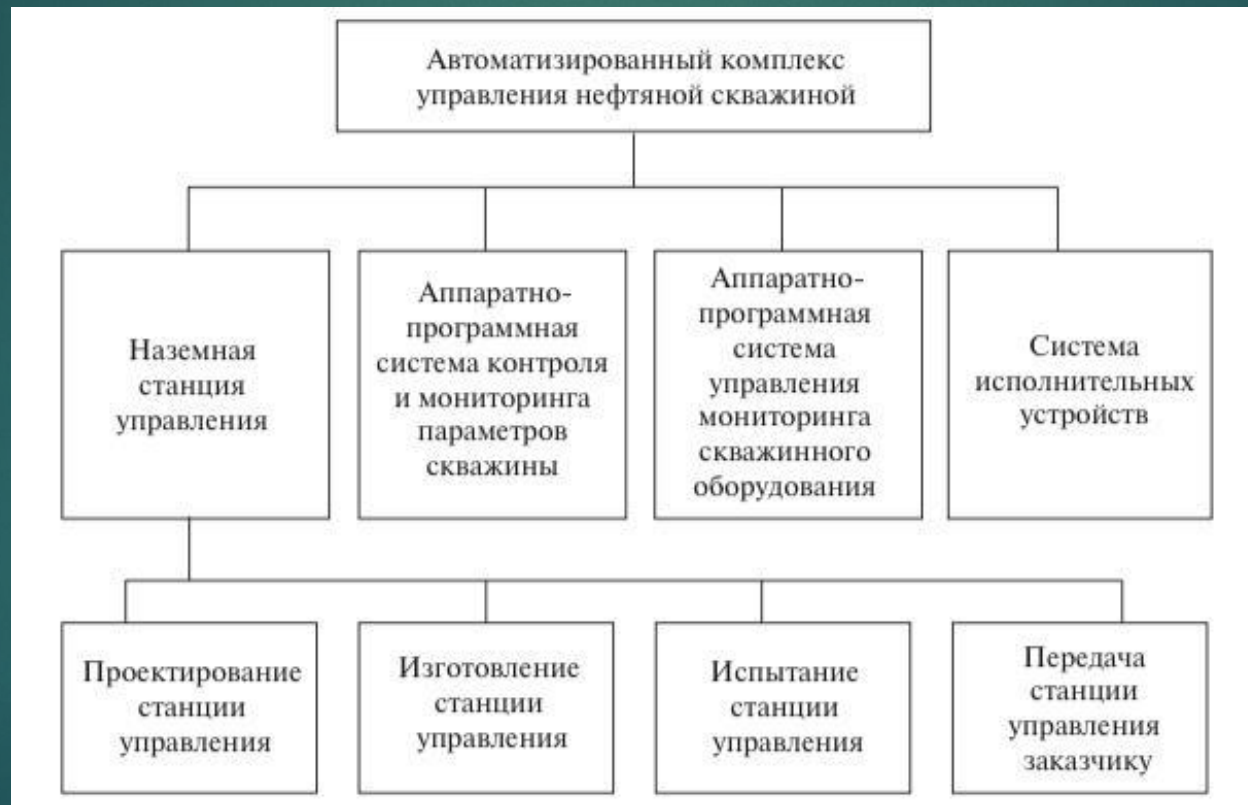 Автоматизированный комплекс
управления нефтяной скважиной
Наземная
станция
управления
Аппаратно-
программная
система контроля
и мониторинга
параметров
скважины
Аппаратно-
программная
система
управления
мониторинга
скважинного
оборудования
Система
исполнительных
устройств
Проектирование
станции
управления
Изготовление
станции
управления
Испытание
станции
управления
Передача
станции
управления
заказчику